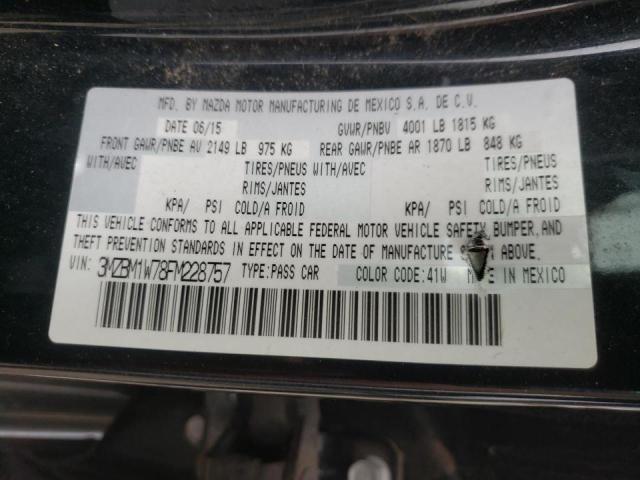 MFD. BY MAZDA MOTOR MANUFACTURING DE MEXICO S.A. DE C.V.
DATE 06/15 GVWR/PNBV 4001 LB 1815 KG
FRONT GAWR/PNBE AV 2149 LB 975 KG REAR GAWR/PNBE AR 1870 LB 848 KG
WITH/AVEC TIRES/PNEUS WITH/AVEC TIRES/PNEUS
RIMS/JANTES RIMS/JANTES
KPA/ PSI COLD/A FROID KPA/ PSI COLD/A FROID
THIS VEHICLE CONFORMS TO ALL APPLICABLE FEDERAL MOTOR VEHICLE SAFETY, BUMPER, AND
THEFT PREVENTION STANDARDS IN EFFECT ON THE DATE OF MANUFACTURE ABOVE.
VIN: 3MZBM1W78FM228757 TYPE:PASS CAR COLOR CODE:41W IN MEXICO